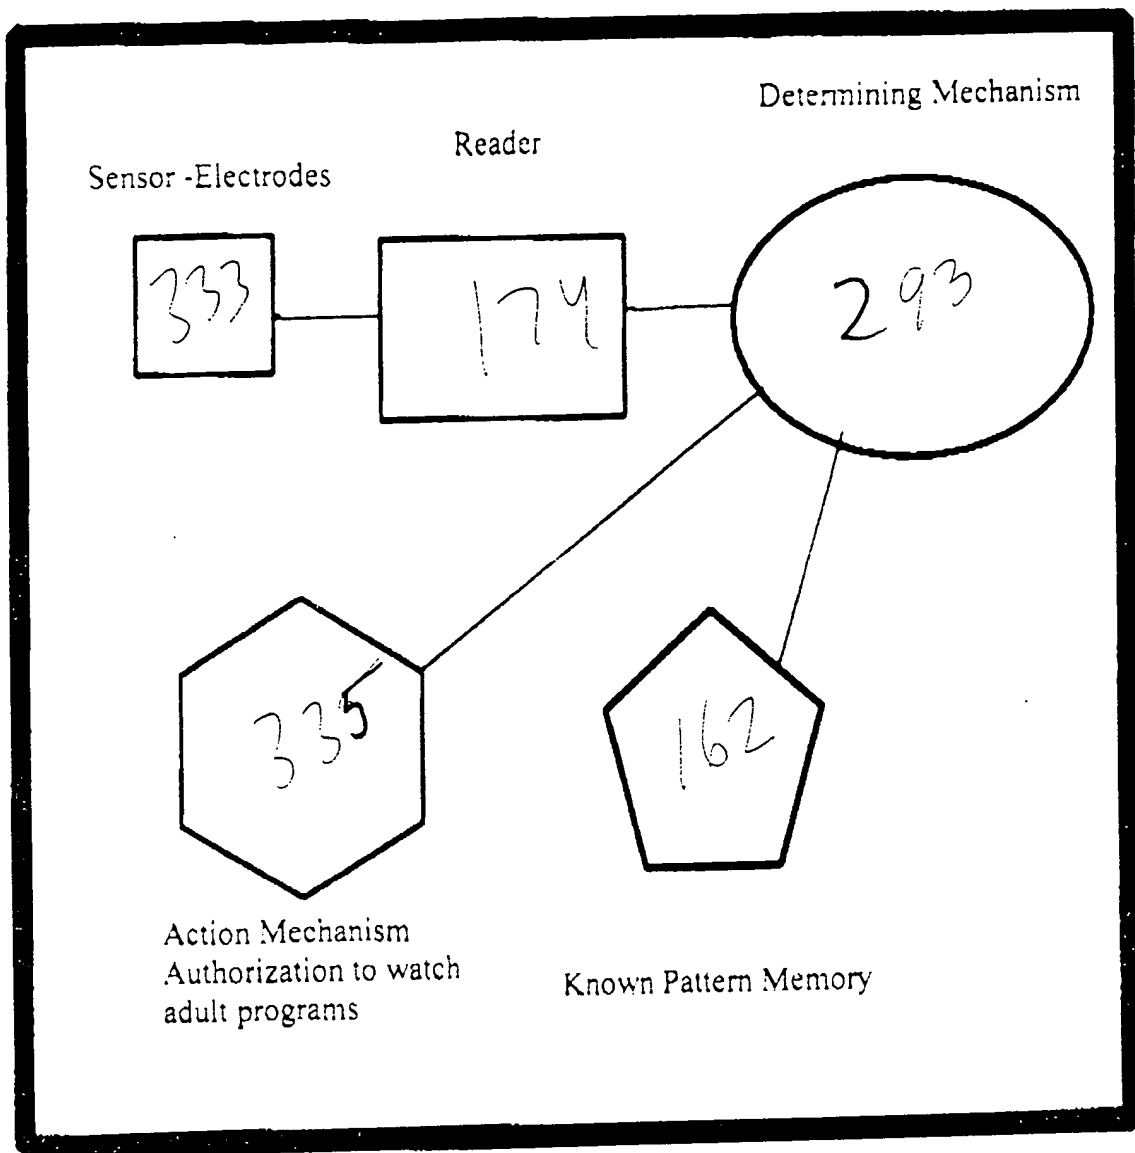 Determining Mechanism
Reader
Sensor -Electrodes
333
174
293
335
162
Action Mechanism
Authorization to watch
adult programs
Known Pattern Memory